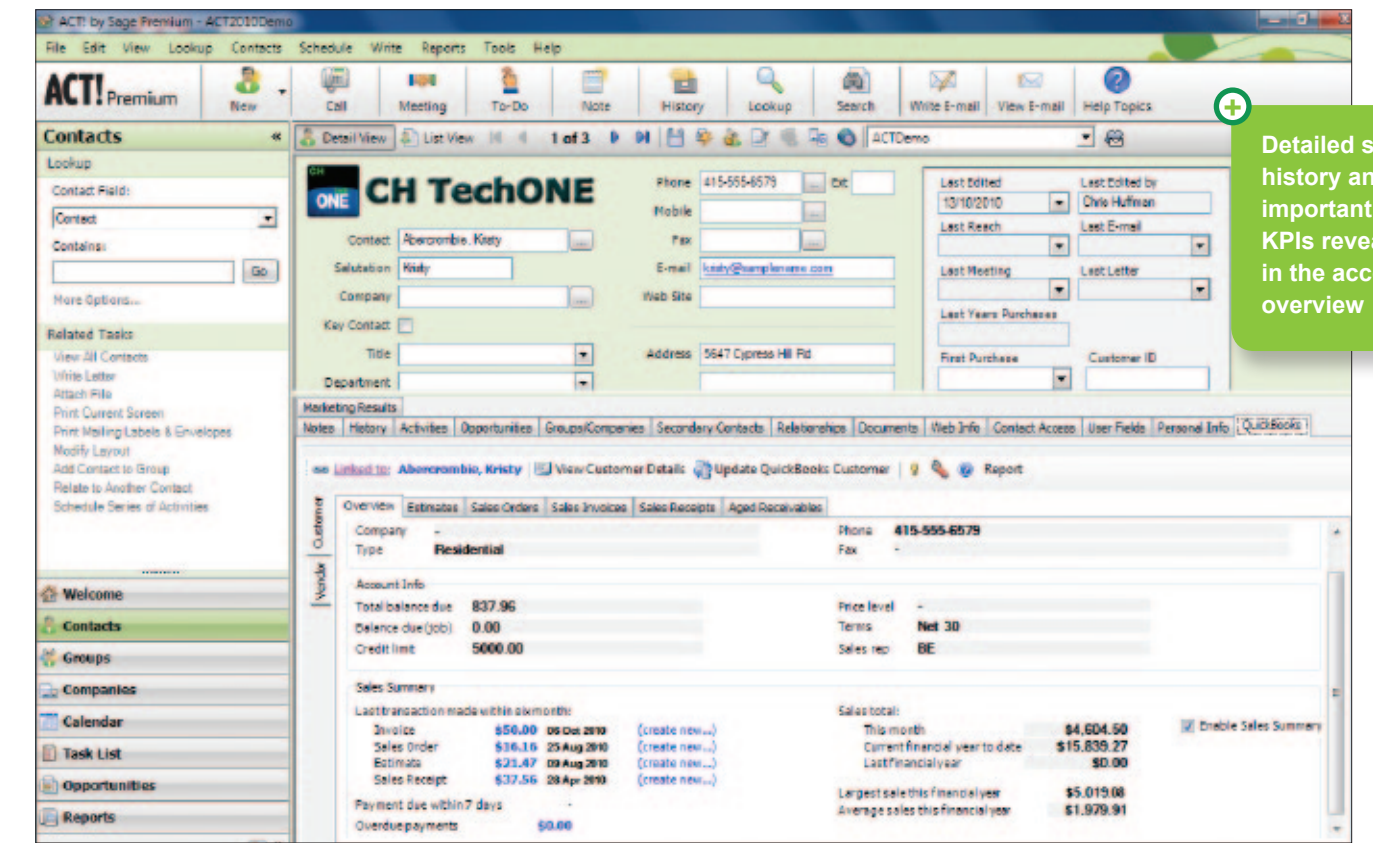 ACT! by Sage Premium - ACT2010Demo
File Edit View Lookup Contacts Schedule Write Reports Tools Help
ACT! Premium
New Call Meeting To-Do Note History Lookup Search Write E-mail View E-mail Help Topics
Contacts
Detail View List View 1 of 3 ACTDemo
Lookup
Contact Field:
Contact
Contains:
Go
More Options...
Related Tasks
View All Contacts
Write Letter
Attach File
Print Current Screen
Print Mailing Labels & Envelopes
Modify Layout
Add Contact to Group
Relate to Another Contact
Schedule Series of Activities
Welcome
Contacts
Groups
Companies
Calendar
Task List
Opportunities
Reports
CH
ONE
CH TechONE
Contact Abercrombie, Kristy
Salutation Kristy
Company
Key Contact
Title
Department
Phone 415-555-6579 Ext
Mobile
Fax
E-mail kristy@samplename.com
Web Site
Address 5647 Cypress Hill Rd
Last Edited Last Edited by
13/10/2010 Chris Huffman
Last Reach Last E-mail
Last Meeting Last Letter
Last Years Purchases
First Purchase Customer ID
Detailed s
history an
important
KPIs revea
in the acc
overview
Marketing Results
Notes History Activities Opportunities Groups/Companies Secondary Contacts Relationships Documents Web Info Contact Access User Fields Personal Info QuickBooks
Linked to: Abercrombie, Kristy View Customer Details Update QuickBooks Customer Report
Customer
Vendor
Overview Estimates Sales Orders Sales Invoices Sales Receipts Aged Receivables
Company - Phone 415-555-6579
Type Residential Fax -
Account Info
Total balance due 837.96 Price level -
Balance due (job) 0.00 Terms Net 30
Credit limit 5000.00 Sales rep BE
Sales Summary
Last transaction made within six month: Sales total:
Invoice $50.00 06 Oct 2010 (create new...) This month $4,604.50 Enable Sales Summary
Sales Order $16.16 25 Aug 2010 (create new...) Current financial year to date $15,839.27
Estimate $21.47 09 Aug 2010 (create new...) Last financial year $0.00
Sales Receipt $37.56 28 Apr 2010 (create new...)
Largest sale this financial year $5,019.08
Payment due within 7 days - Average sales this financial year $1,979.91
Overdue payments $0.00